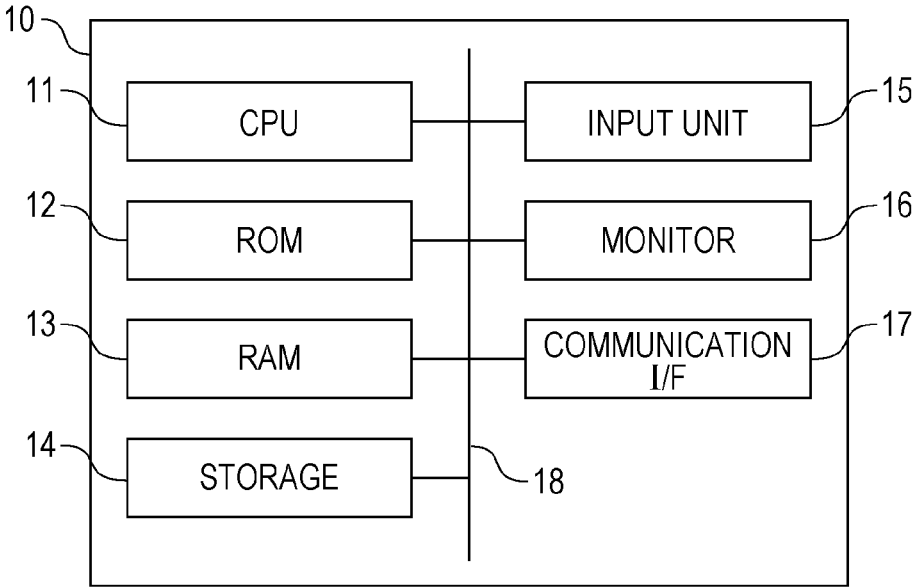 10
11
CPU
INPUT UNIT
15
12
ROM
MONITOR
16
13
RAM
COMMUNICATION
I/F
17
14
STORAGE
18